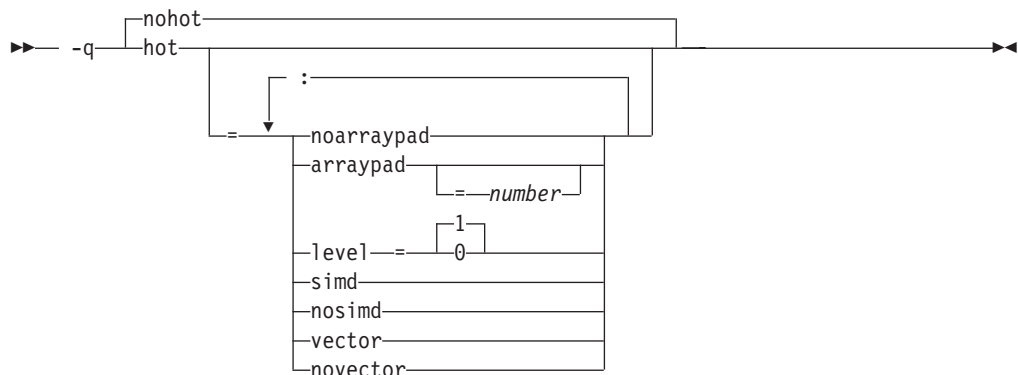 nohot
-q hot
:
= noarraypad
arraypad
=number
1
level = 0
simd
nosimd
vector
novector